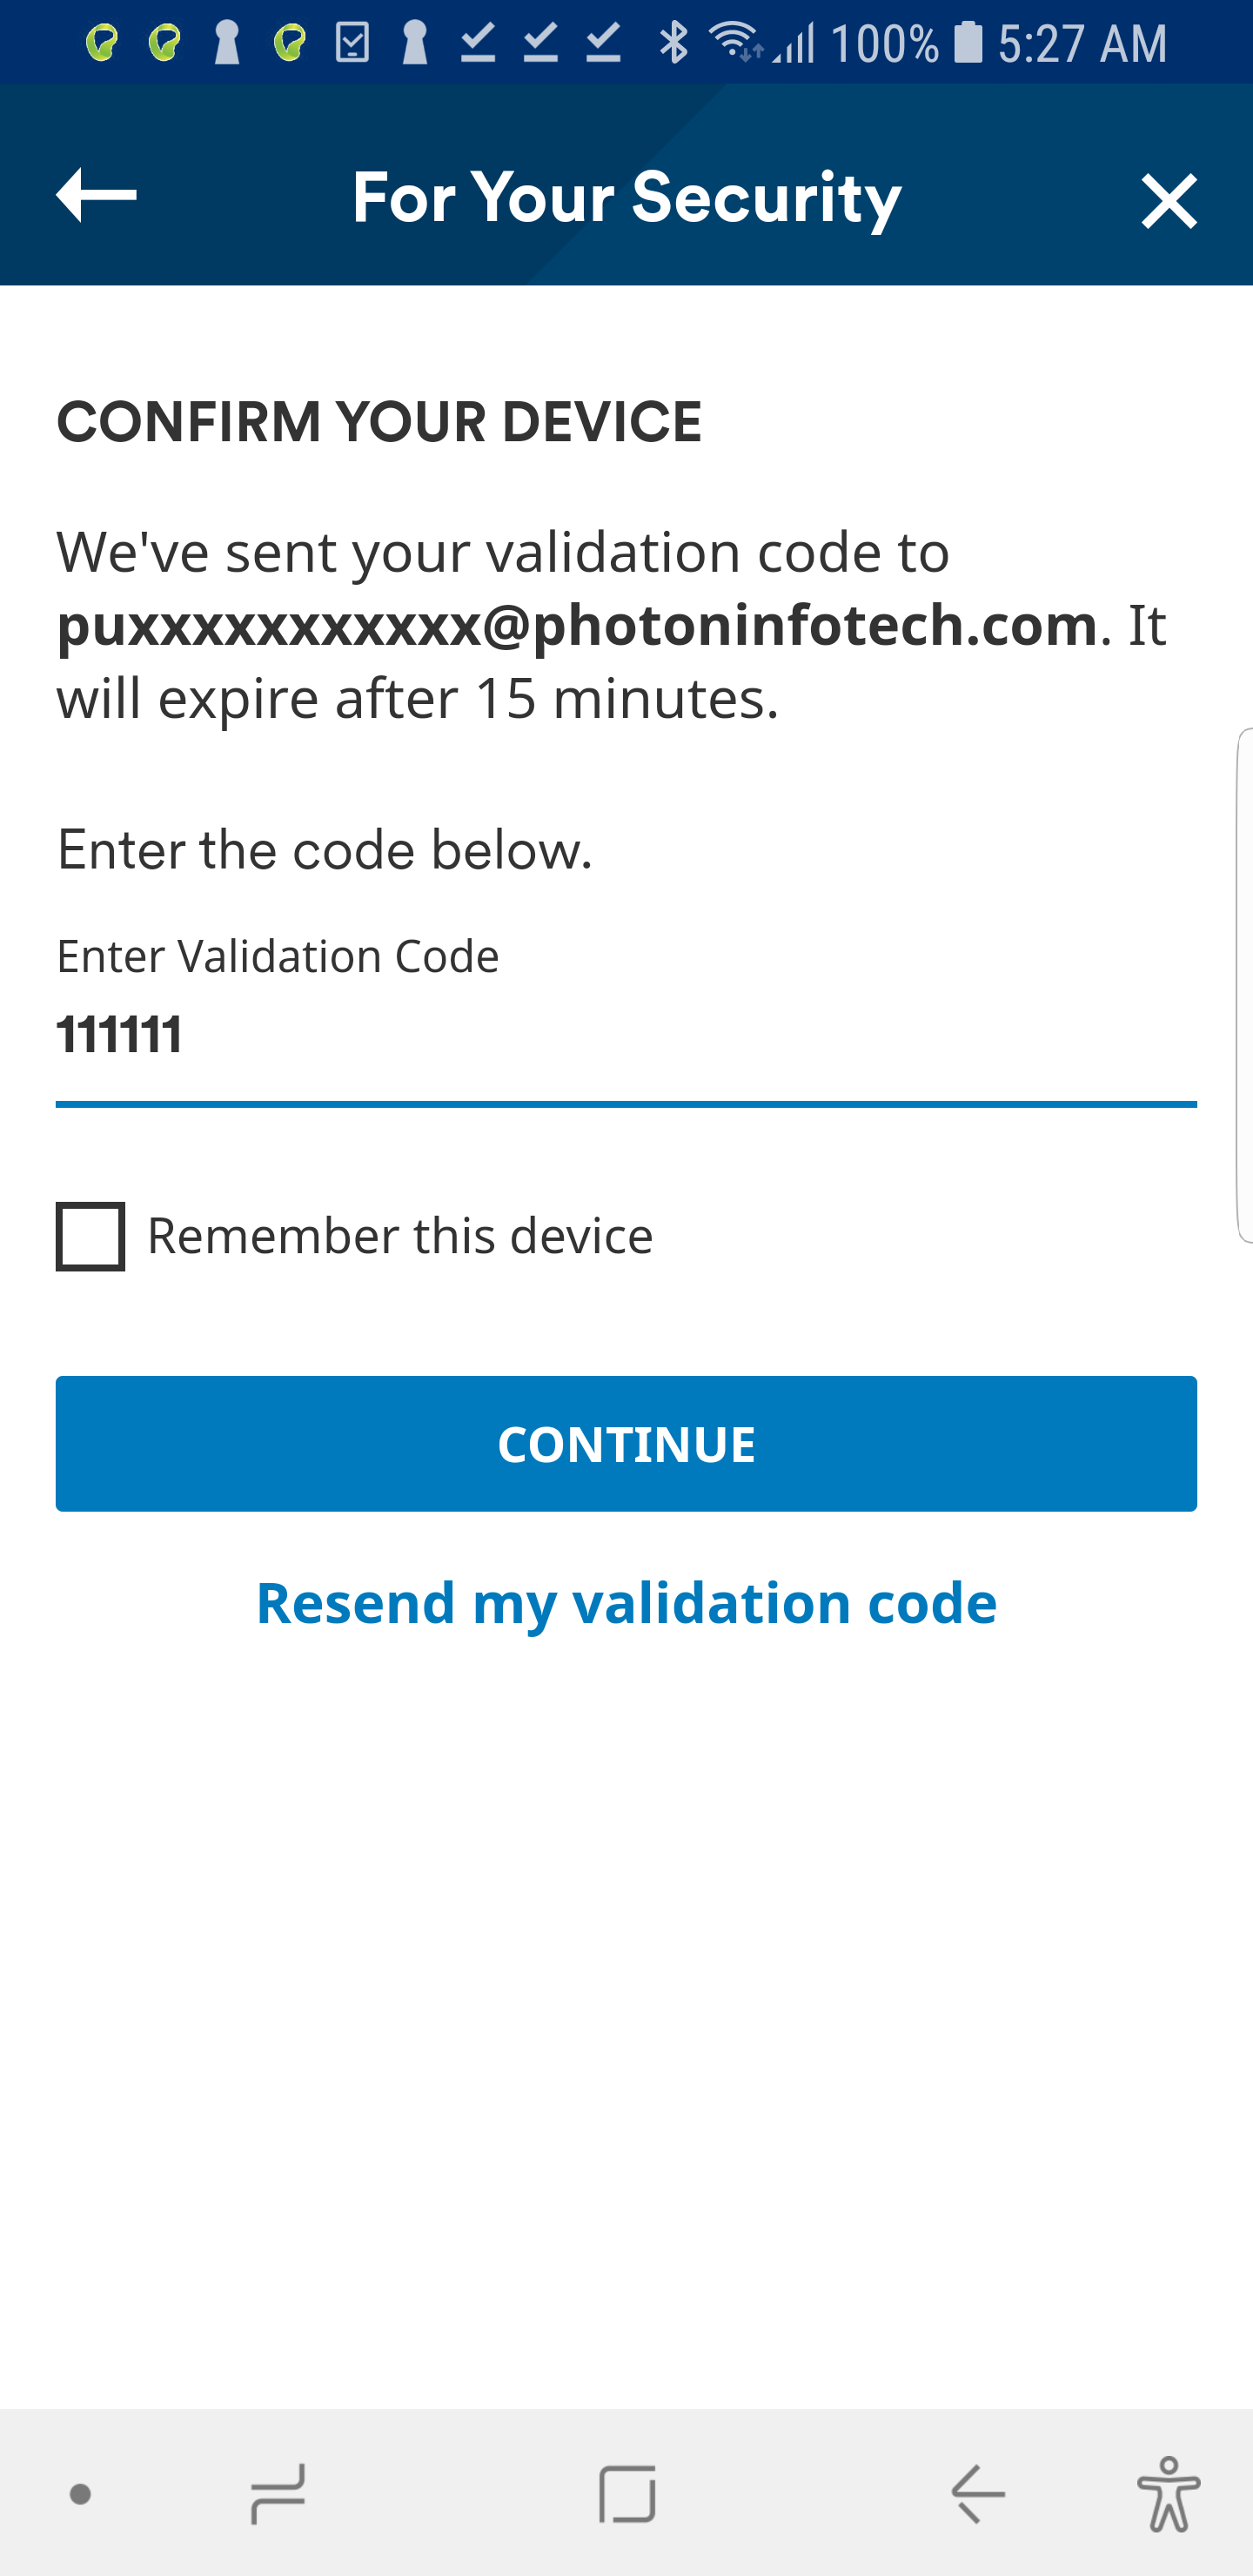 100% 5:27 AM
For Your Security
CONFIRM YOUR DEVICE
We've sent your validation code to
puxxxxxxxxxxx@photoninfotech.com. It
will expire after 15 minutes.
Enter the code below.
Enter Validation Code
111111
Remember this device
CONTINUE
Resend my validation code